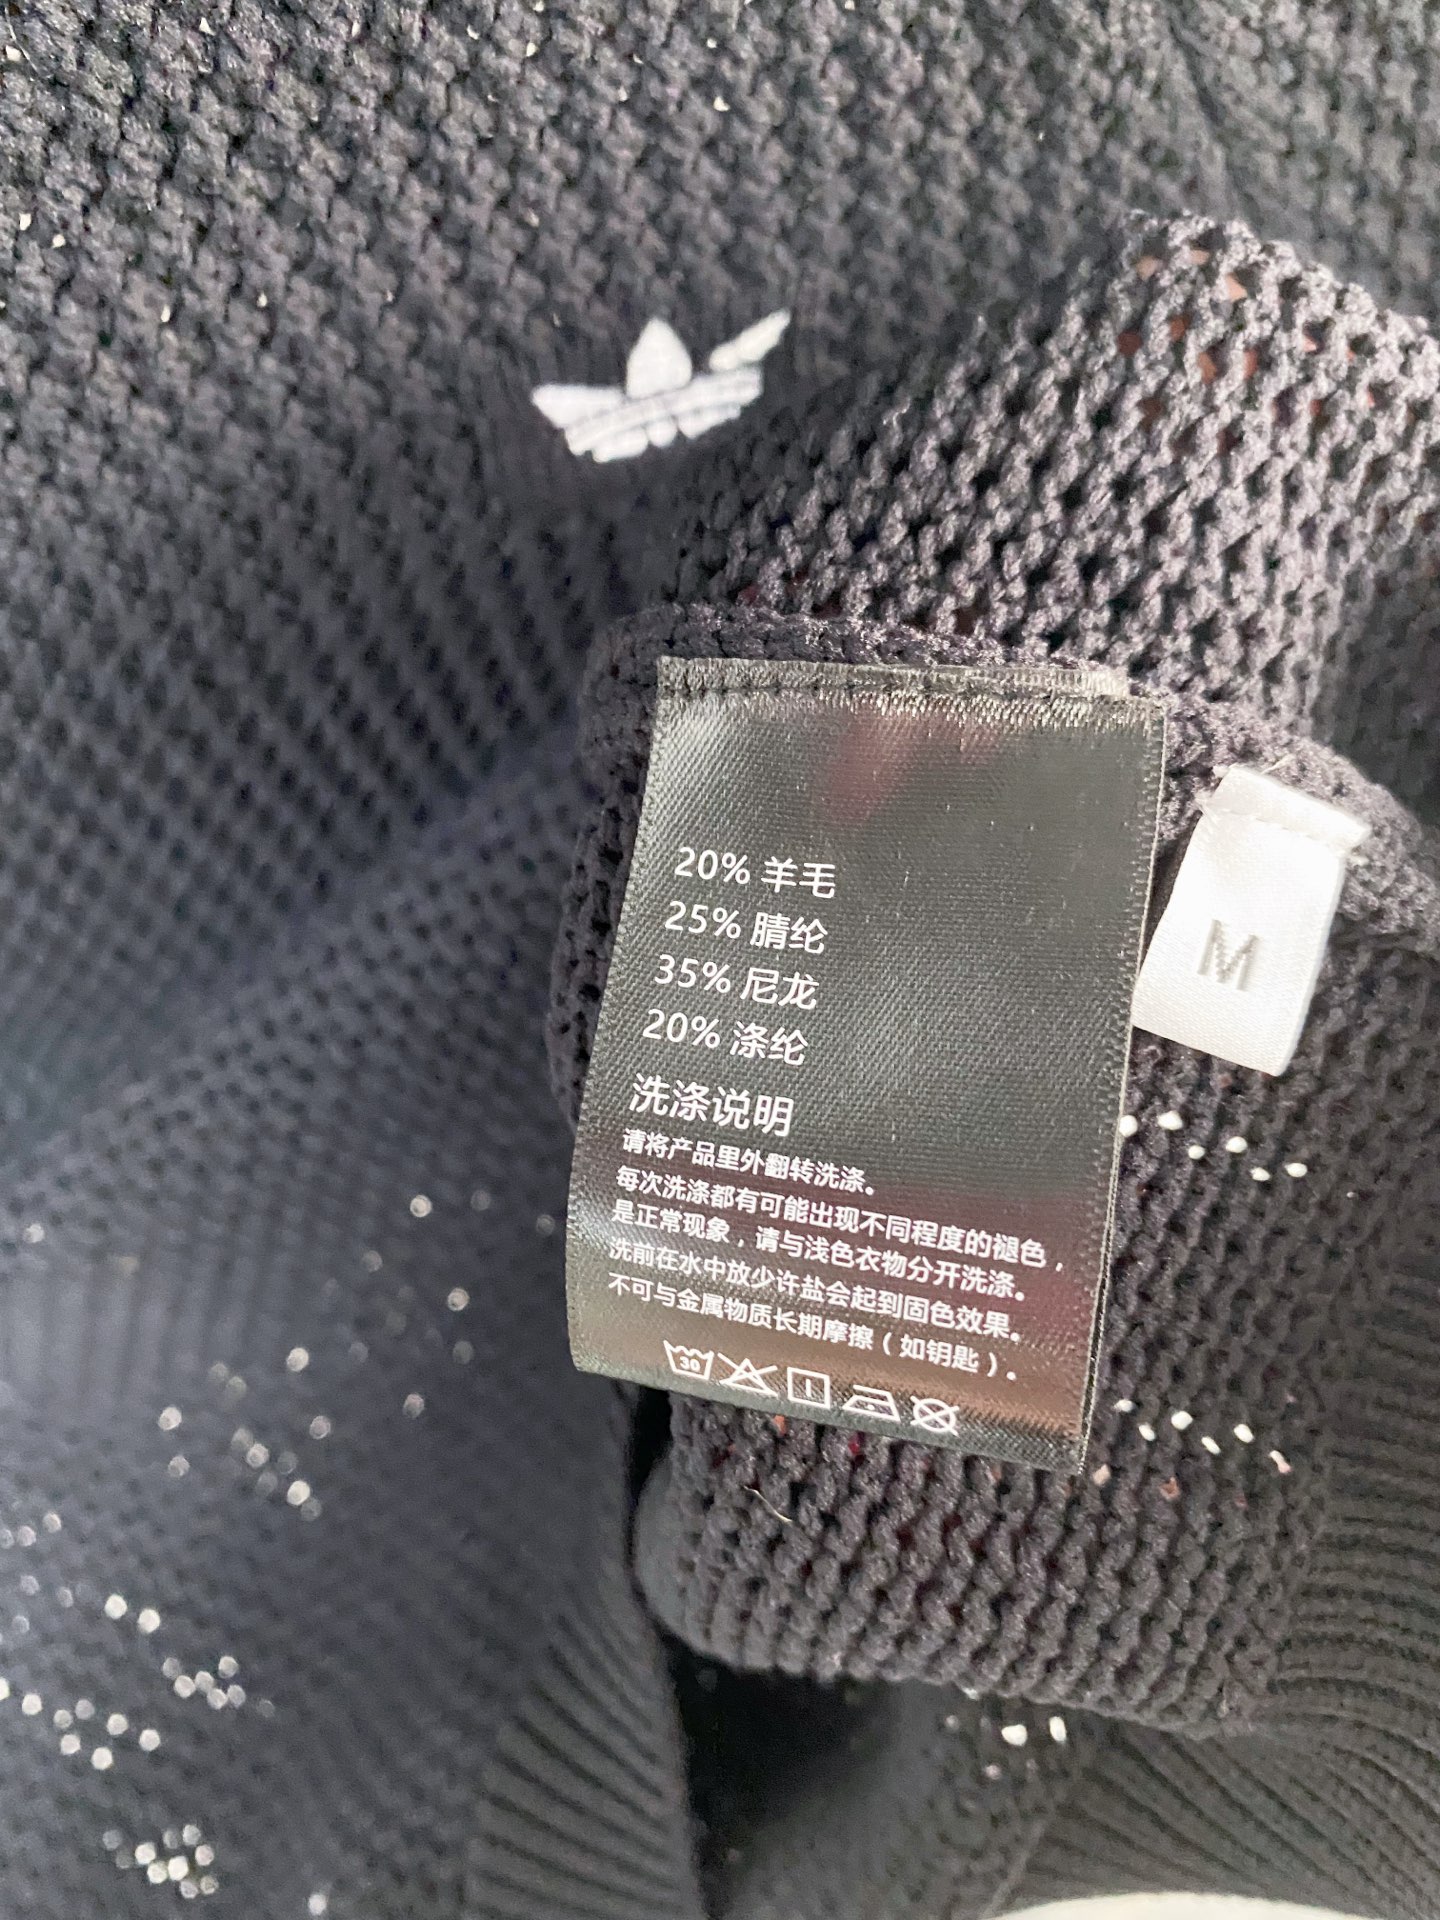 20% 羊毛
25% 腈纶
35% 尼龙
20% 涤纶
洗涤说明
请将产品里外翻转洗涤。
每次洗涤都有可能出现不同程度的褪色，
是正常现象，请与浅色衣物分开洗涤。
洗前在水中放少许盐会起到固色效果。
不可与金属物质长期摩擦（如钥匙）。
30
M